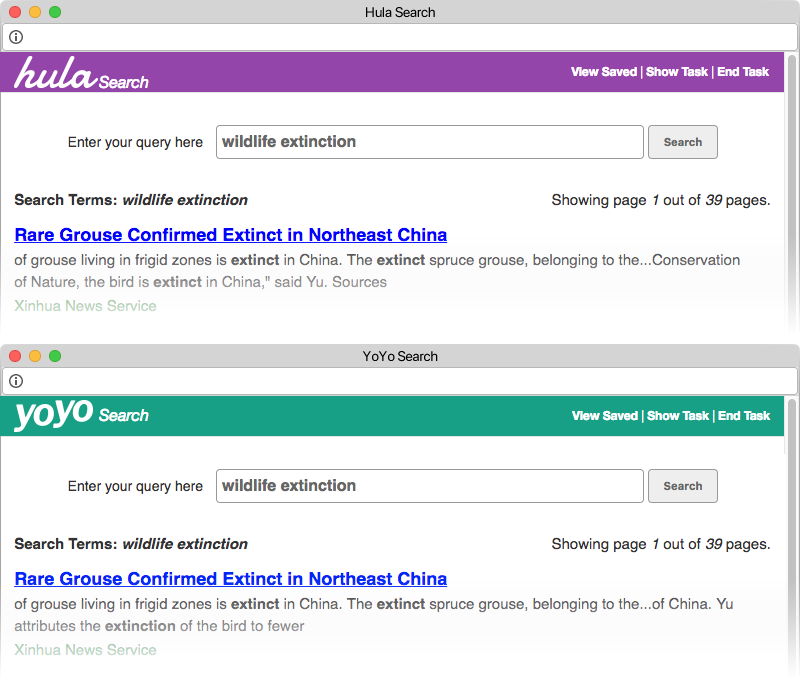 Hula Search
hula Search
View Saved | Show Task | End Task
Enter your query here wildlife extinction Search
Search Terms: wildlife extinction Showing page 1 out of 39 pages.
Rare Grouse Confirmed Extinct in Northeast China
of grouse living in frigid zones is extinct in China. The extinct spruce grouse, belonging to the...Conservation
of Nature, the bird is extinct in China," said Yu. Sources
Xinhua News Service
YoYo Search
yoyo Search
View Saved | Show Task | End Task
Enter your query here wildlife extinction Search
Search Terms: wildlife extinction Showing page 1 out of 39 pages.
Rare Grouse Confirmed Extinct in Northeast China
of grouse living in frigid zones is extinct in China. The extinct spruce grouse, belonging to the...of China. Yu
attributes the extinction of the bird to fewer
Xinhua News Service